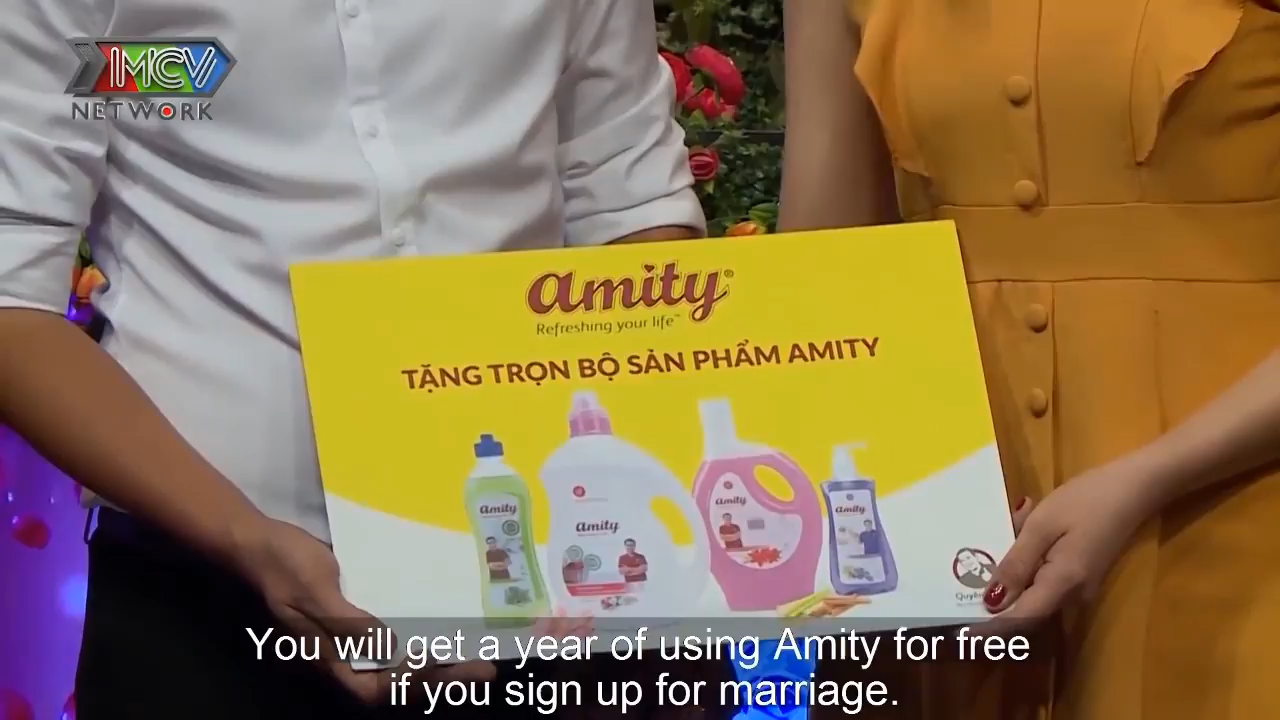 MCV
NETWORK
amity
Refreshing your life™
TẶNG TRỌN BỘ SẢN PHẨM AMITY
amity
amity
amity
amity
You will get a year of using Amity for free
if you sign up for marriage.